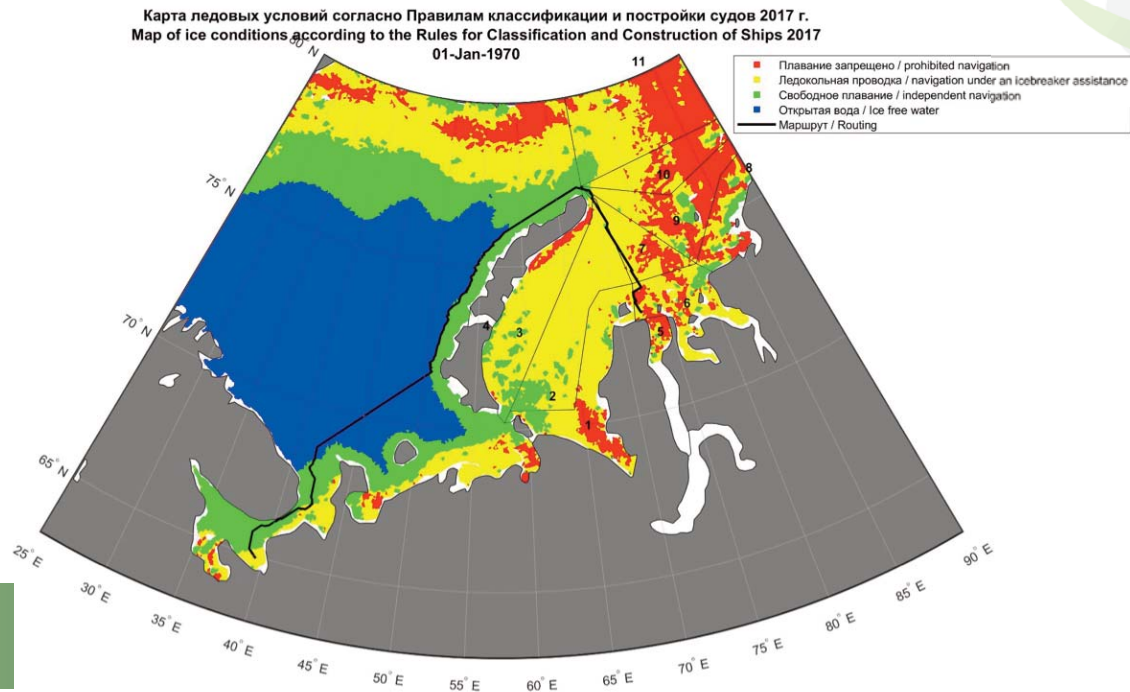 Карта ледовых условий согласно Правилам классификации и постройки судов 2017 г.
Map of ice conditions according to the Rules for Classification and Construction of Ships 2017
01-Jan-1970
Плавание запрещено / prohibited navigation
Ледокольная проводка / navigation under an icebreaker assistance
Свободное плавание / independent navigation
Открытая вода / Ice free water
Маршрут / Routing
80° N
75° N
70° N
65° N
11
10
8
9
7
6
5
4
3
2
1
25° E
30° E
35° E
40° E
45° E
50° E
55° E
60° E
65° E
70° E
75° E
80° E
85° E
90° E